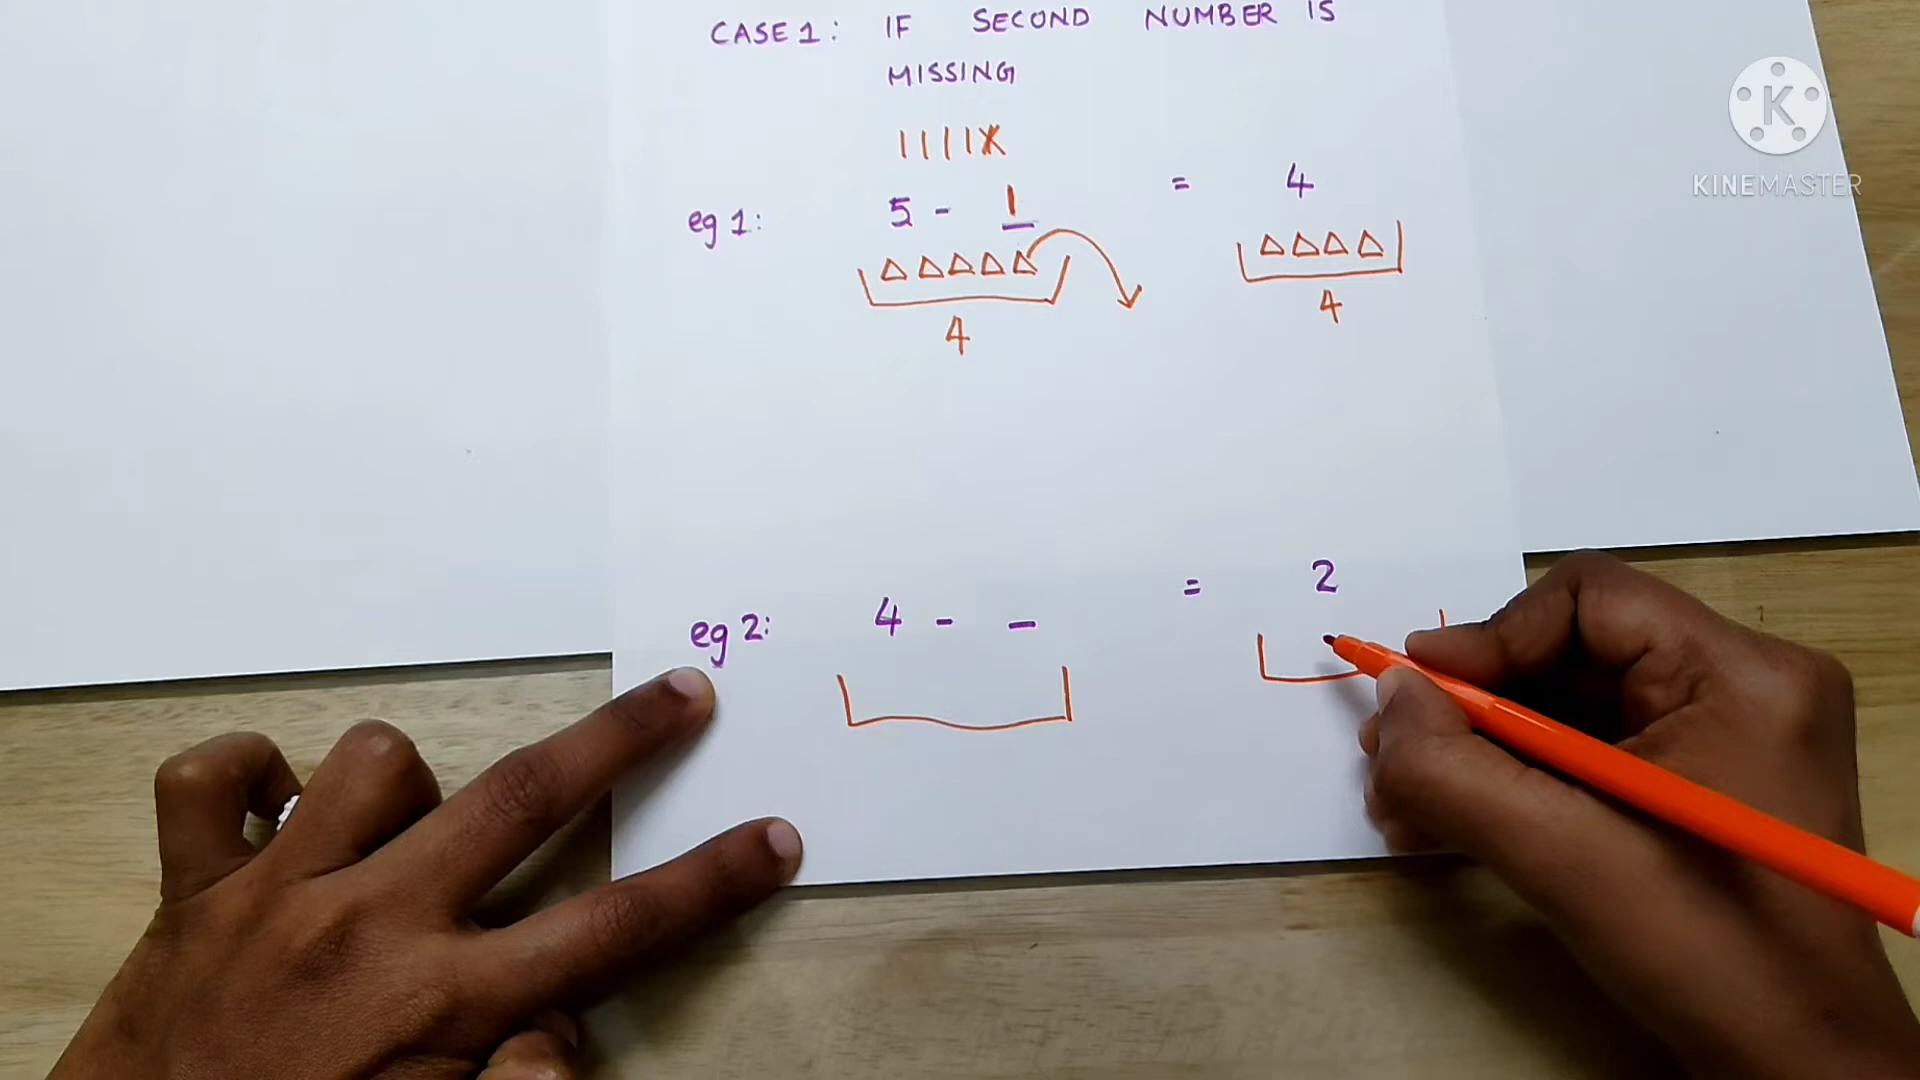 CASE 1: IF SECOND NUMBER IS
MISSING
eg 1: 5 - 1 = 4
4 4
eg 2: 4 - _ = 2
K
KINEMASTER